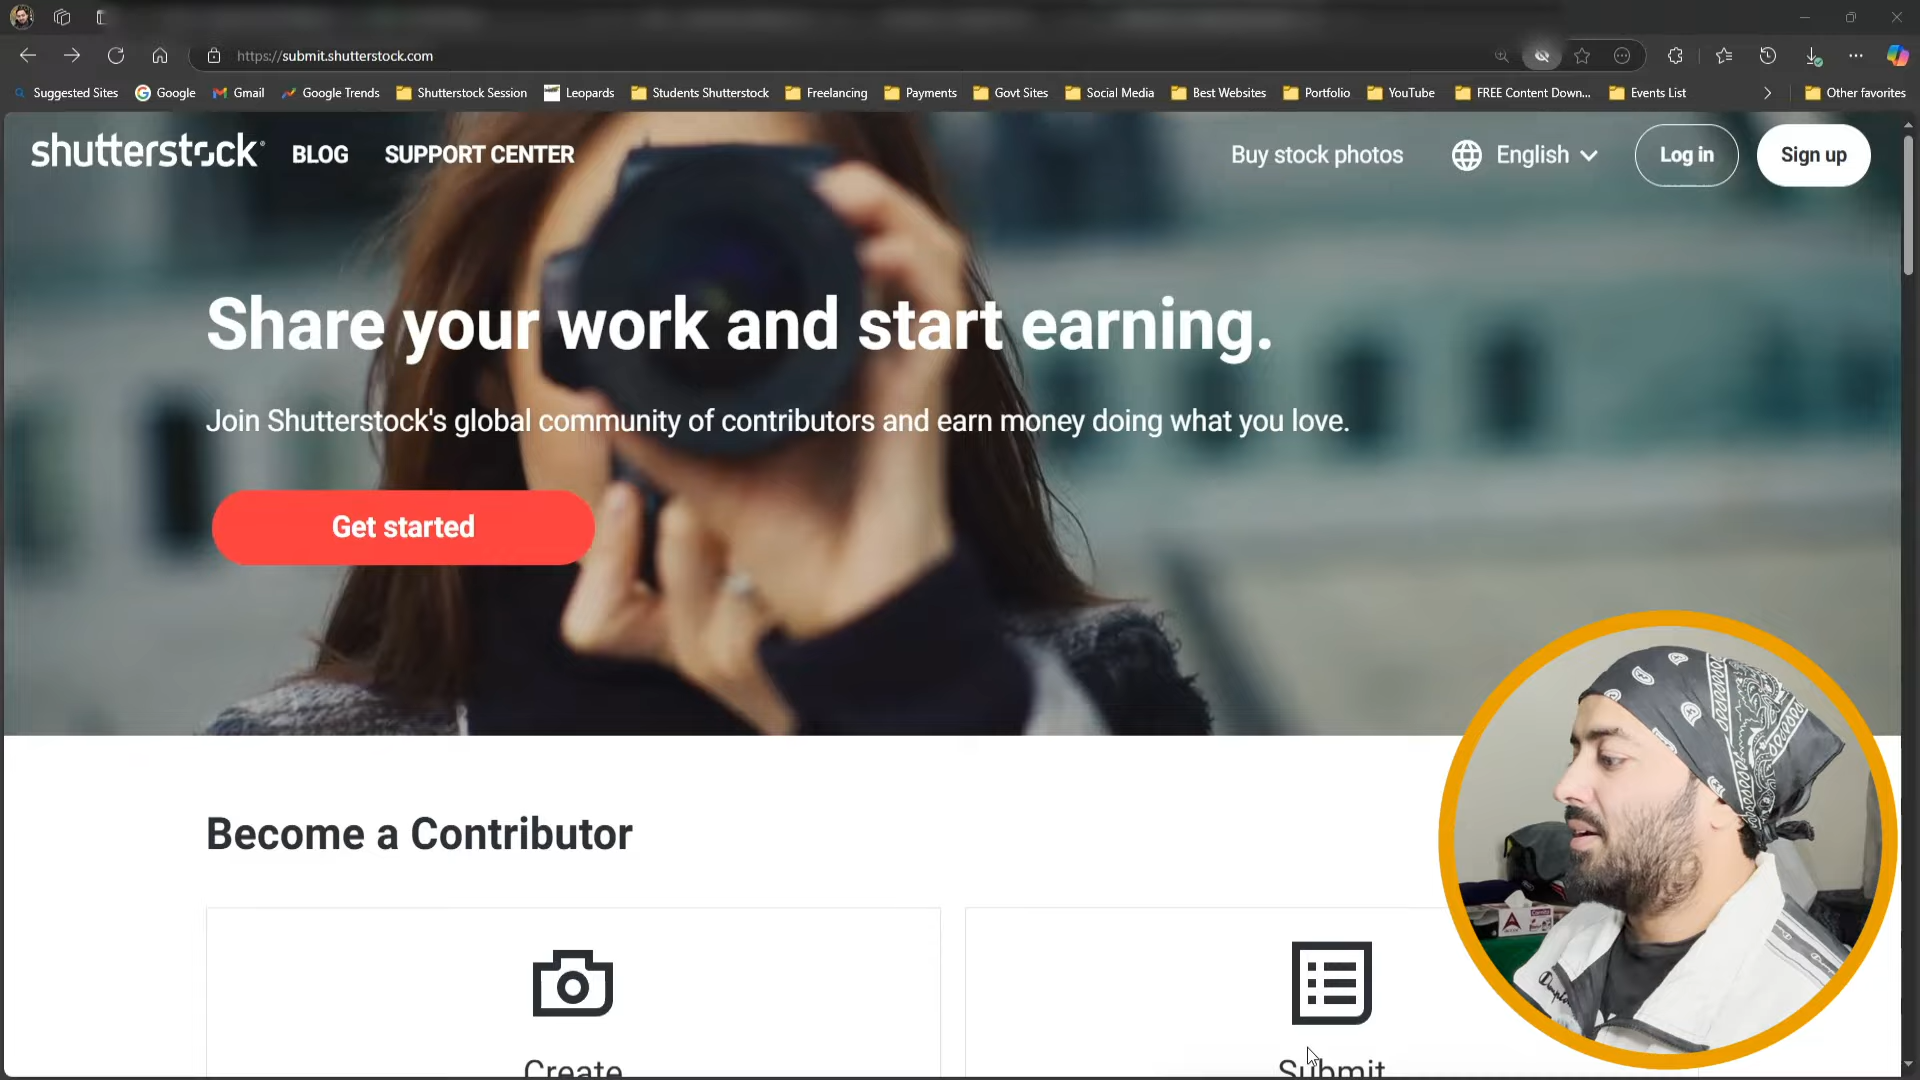 https://submit.shutterstock.com
Suggested Sites Google Gmail Google Trends Shutterstock Session Leopards Students Shutterstock Freelancing Payments Govt Sites Social Media Best Websites Portfolio YouTube FREE Content Down... Events List Other favorites
shutterstock BLOG SUPPORT CENTER Buy stock photos English Log in Sign up
Share your work and start earning.
Join Shutterstock's global community of contributors and earn money doing what you love.
Get started
Become a Contributor
Create Submit